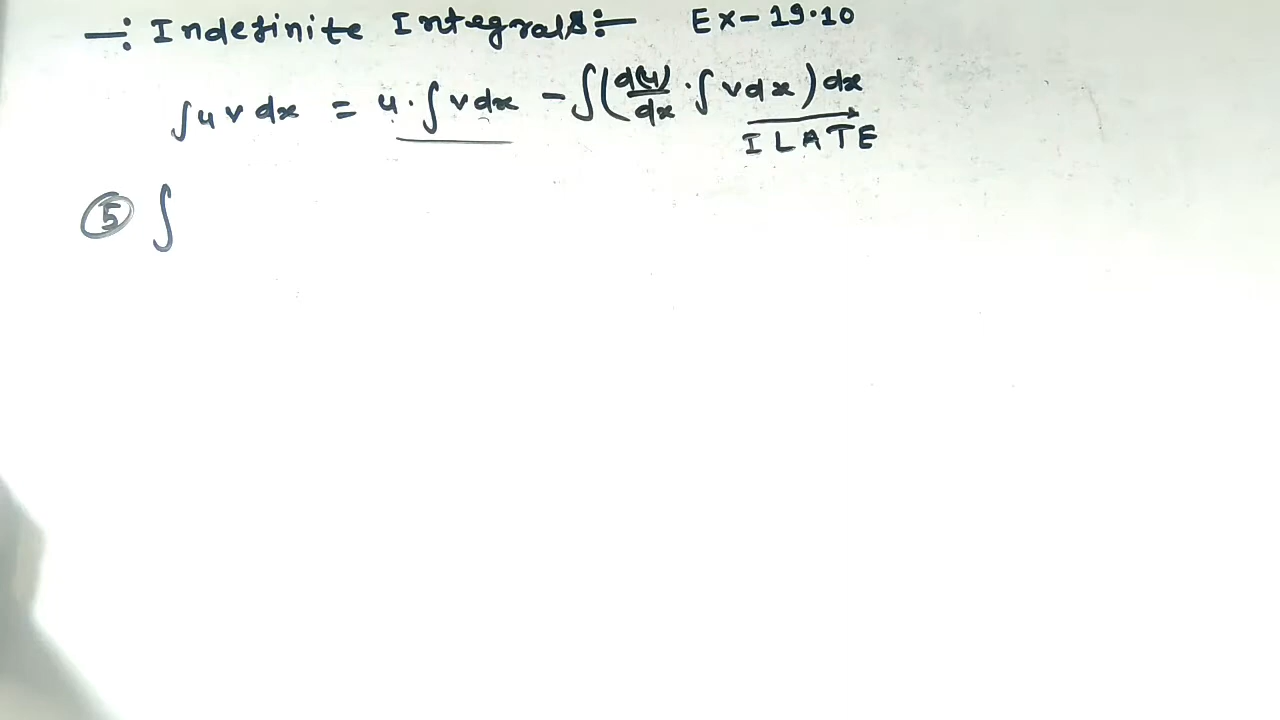 —: Indefinite Integrals:— Ex-19.10
∫uv dx = u·∫v dx - ∫(d(u)/dx · ∫v dx) dx
ILATE
⑤ ∫